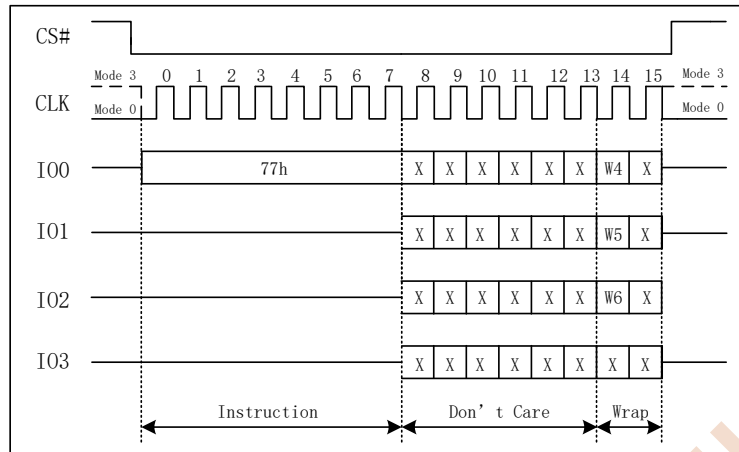 CS#
Mode 3 0 1 2 3 4 5 6 7 8 9 10 11 12 13 14 15 Mode 3
CLK Mode 0 Mode 0
IO0 77h X X X X X X W4 X
IO1 X X X X X X W5 X
IO2 X X X X X X W6 X
IO3 X X X X X X X X
Instruction Don't Care Wrap